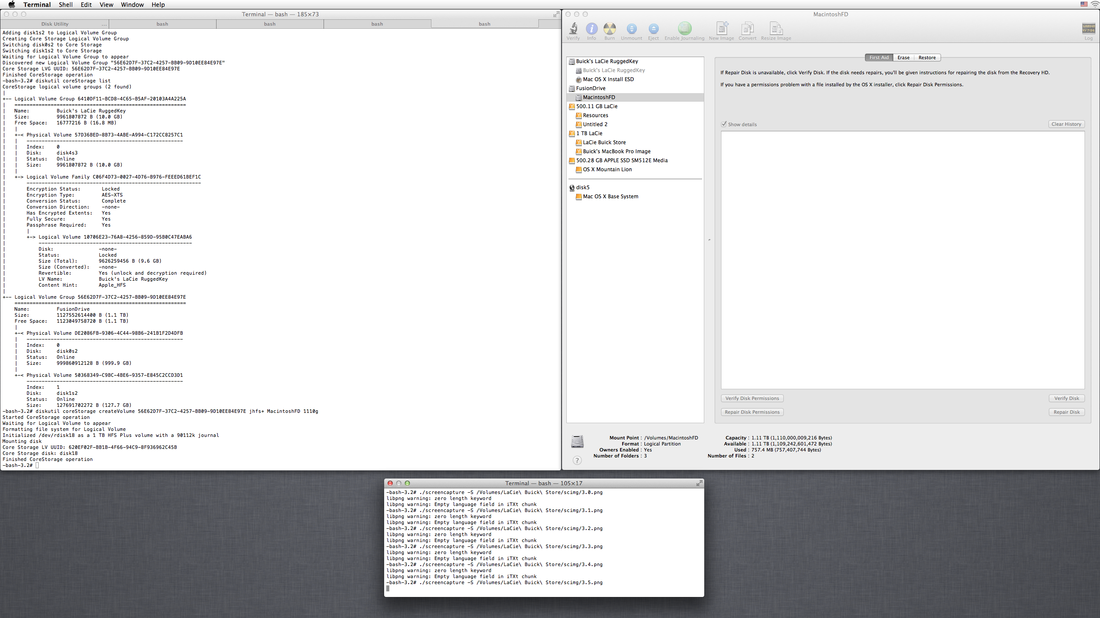 Terminal Shell Edit View Window Help
Terminal — bash — 185×73
Disk Utility ... bash bash bash bash
Adding disk1s2 to Logical Volume Group
Creating Core Storage Logical Volume Group
Switching disk0s2 to Core Storage
Switching disk1s2 to Core Storage
Waiting for Logical Volume Group to appear
Discovered new Logical Volume Group "56E62D7F-37C2-4257-BB09-9D10EE84E97E"
Core Storage LVG UUID: 56E62D7F-37C2-4257-BB09-9D10EE84E97E
Finished CoreStorage operation
-bash-3.2# diskutil coreStorage list
CoreStorage logical volume groups (2 found)
|
+-- Logical Volume Group 6410DF11-BCDB-4C65-B5AF-20103A4A225A
=========================================================
Name: Buick's LaCie RuggedKey
Size: 9961807872 B (10.0 GB)
Free Space: 16777216 B (16.8 MB)
|
+-< Physical Volume 57D36BED-8B73-4ABE-A994-C172CC8257C1
----------------------------------------------------
Index: 0
Disk: disk4s3
Status: Online
Size: 9961807872 B (10.0 GB)
|
+-> Logical Volume Family C06F4D73-0027-4D76-B976-FEEED61BEF1C
----------------------------------------------------------
Encryption Status: Locked
Encryption Type: AES-XTS
Conversion Status: Complete
Conversion Direction: -none-
Has Encrypted Extents: Yes
Fully Secure: Yes
Passphrase Required: Yes
|
+-> Logical Volume 10706E23-76A8-4256-859D-95B0C47EABA6
---------------------------------------------------
Disk: -none-
Status: Locked
Size (Total): 9626259456 B (9.6 GB)
Size (Converted): -none-
Revertible: Yes (unlock and decryption required)
LV Name: Buick's LaCie RuggedKey
Content Hint: Apple_HFS
|
+-- Logical Volume Group 56E62D7F-37C2-4257-BB09-9D10EE84E97E
=========================================================
Name: FusionDrive
Size: 1127552614400 B (1.1 TB)
Free Space: 1123049758720 B (1.1 TB)
|
+-< Physical Volume DE2086FB-9306-4C44-98B6-241B1F2D4DFB
----------------------------------------------------
Index: 0
Disk: disk0s2
Status: Online
Size: 999860912128 B (999.9 GB)
|
+-< Physical Volume 50368349-C9BC-4BE6-9357-E845C2CCD3D1
----------------------------------------------------
Index: 1
Disk: disk1s2
Status: Online
Size: 127691702272 B (127.7 GB)
-bash-3.2# diskutil coreStorage createVolume 56E62D7F-37C2-4257-BB09-9D10EE84E97E jhfs+ MacintoshFD 1110g
Started CoreStorage operation
Waiting for Logical Volume to appear
Formatting file system for Logical Volume
Initialized /dev/rdisk18 as a 1 TB HFS Plus volume with a 90112k journal
Mounting disk
Core Storage LV UUID: 620EF02F-BB1B-4F66-94C9-8F936962C458
Core Storage disk: disk18
Finished CoreStorage operation
-bash-3.2#
MacintoshFD
Verify Info Burn Unmount Eject Enable Journaling New Image Convert Resize Image Log
Buick's LaCie RuggedKey
Buick's LaCie RuggedKey
Mac OS X Install ESD
FusionDrive
MacintoshFD
500.11 GB LaCie
Resources
Untitled 2
1 TB LaCie
LaCie Buick Store
Buick's MacBook Pro Image
500.28 GB APPLE SSD SM512E Media
OS X Mountain Lion
disk5
Mac OS X Base System
First Aid Erase Restore
If Repair Disk is unavailable, click Verify Disk. If the disk needs repairs, you'll be given instructions for repairing the disk from the Recovery HD.
If you have a permissions problem with a file installed by the OS X installer, click Repair Disk Permissions.
Show details Clear History
Verify Disk Permissions Verify Disk
Repair Disk Permissions Repair Disk
Mount Point : /Volumes/MacintoshFD Capacity : 1.11 TB (1,110,000,009,216 Bytes)
Format : Logical Partition Available : 1.11 TB (1,109,242,601,472 Bytes)
Owners Enabled : Yes Used : 757.4 MB (757,407,744 Bytes)
Number of Folders : 3 Number of Files : 2
?
Terminal — bash — 105×17
-bash-3.2# ./screencapture -S /Volumes/LaCie\ Buick\ Store/scimg/3.0.png
libpng warning: zero length keyword
libpng warning: Empty language field in iTXt chunk
-bash-3.2# ./screencapture -S /Volumes/LaCie\ Buick\ Store/scimg/3.1.png
libpng warning: zero length keyword
libpng warning: Empty language field in iTXt chunk
-bash-3.2# ./screencapture -S /Volumes/LaCie\ Buick\ Store/scimg/3.2.png
libpng warning: zero length keyword
libpng warning: Empty language field in iTXt chunk
-bash-3.2# ./screencapture -S /Volumes/LaCie\ Buick\ Store/scimg/3.3.png
libpng warning: zero length keyword
libpng warning: Empty language field in iTXt chunk
-bash-3.2# ./screencapture -S /Volumes/LaCie\ Buick\ Store/scimg/3.4.png
libpng warning: zero length keyword
libpng warning: Empty language field in iTXt chunk
-bash-3.2# ./screencapture -S /Volumes/LaCie\ Buick\ Store/scimg/3.5.png